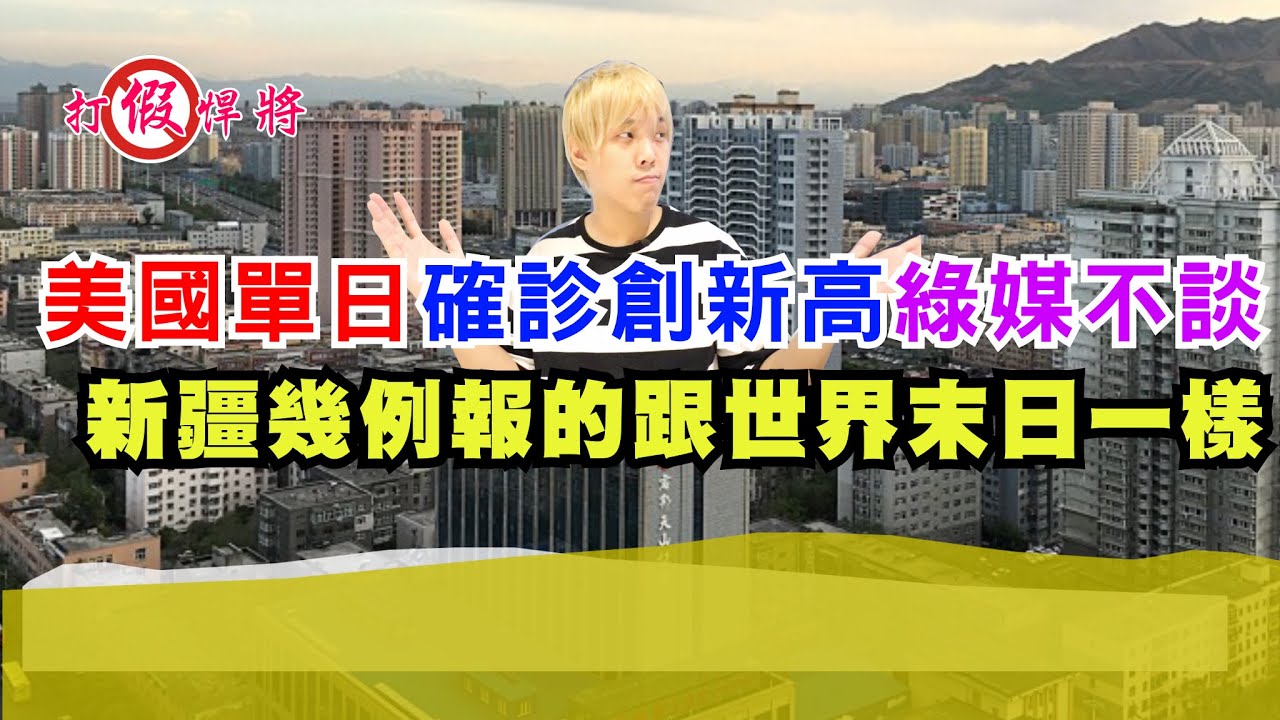 打假悍將
美國單日確診創新高綠媒不談
新疆幾例報的跟世界末日一樣